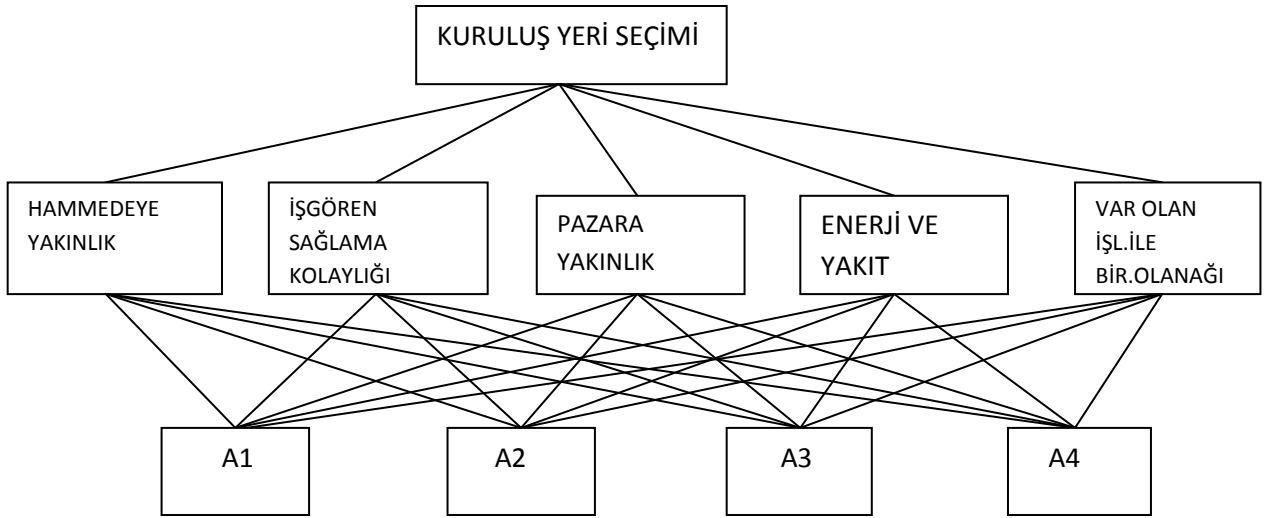 KURULUŞ YERİ SEÇİMİ
HAMMEDEYE
YAKINLIK
İŞGÖREN
SAĞLAMA
KOLAYLIĞI
PAZARA
YAKINLIK
ENERJİ VE
YAKIT
VAR OLAN
İŞL.İLE
BİR.OLANAĞI
A1
A2
A3
A4